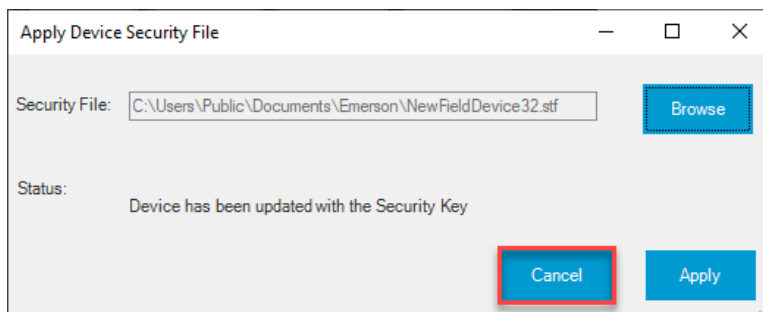 Apply Device Security File
Security File: C:\Users\Public\Documents\Emerson\NewFieldDevice32.stf Browse
Status:
Device has been updated with the Security Key
Cancel Apply